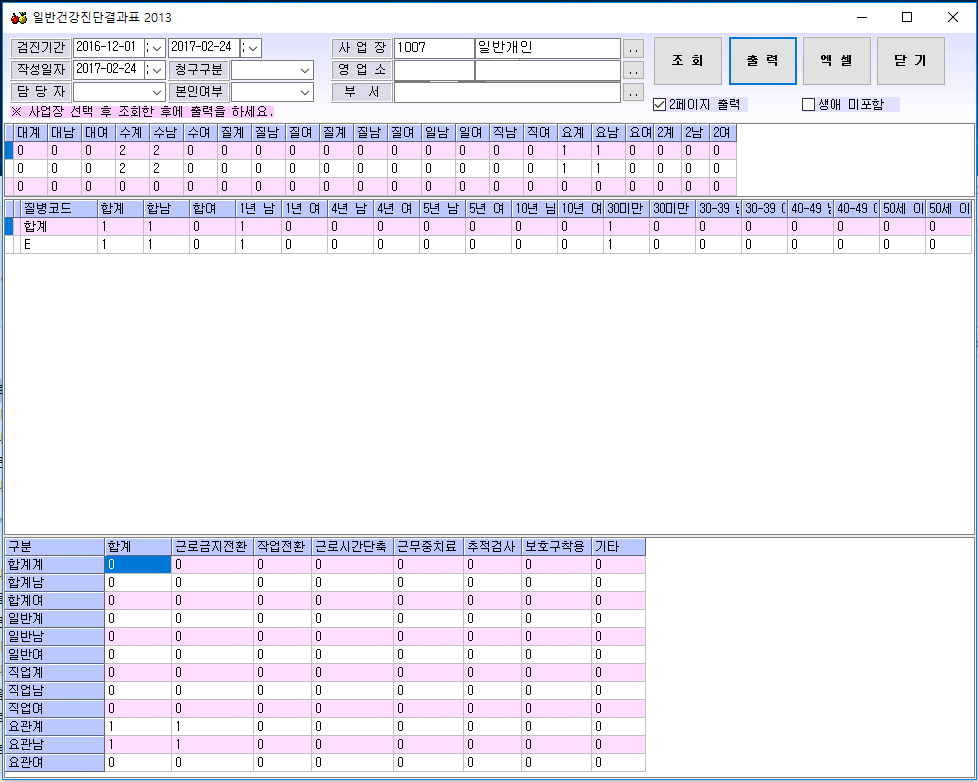 일반건강진단결과표 2013
검진기간 2016-12-01 2017-02-24 사 업 장 1007 일반개인 .. 조 회 출 력 엑 셀 닫 기
작성일자 2017-02-24 청구구분 영 업 소 ..
담 당 자 본인여부 부 서 .. 2페이지 출력 생애 미포함
※ 사업장 선택 후 조회한 후에 출력을 하세요.
대계 대남 대여 수계 수남 수여 질계 질남 질여 질계 질남 질여 일남 일여 직남 직여 요계 요남 요여 2계 2남 2여
0 0 0 2 2 0 0 0 0 0 0 0 0 0 0 0 1 1 0 0 0 0
0 0 0 2 2 0 0 0 0 0 0 0 0 0 0 0 1 1 0 0 0 0
0 0 0 0 0 0 0 0 0 0 0 0 0 0 0 0 0 0 0 0 0 0
질병코드 합계 합남 합여 1년 남 1년 여 4년 남 4년 여 5년 남 5년 여 10년 남 10년 여 30미만 30미만 30-39 30-39 40-49 40-49 50세 50세
합계 1 1 0 1 0 0 0 0 0 0 0 1 0 0 0 0 0 0 0
E 1 1 0 1 0 0 0 0 0 0 0 1 0 0 0 0 0 0 0
구분 합계 근로금지전환 작업전환 근로시간단축 근무중치료 추적검사 보호구착용 기타
합계계 0 0 0 0 0 0 0 0
합계남 0 0 0 0 0 0 0 0
합계여 0 0 0 0 0 0 0 0
일반계 0 0 0 0 0 0 0 0
일반남 0 0 0 0 0 0 0 0
일반여 0 0 0 0 0 0 0 0
직업계 0 0 0 0 0 0 0 0
직업남 0 0 0 0 0 0 0 0
직업여 0 0 0 0 0 0 0 0
요관계 1 1 0 0 0 0 0 0
요관남 1 1 0 0 0 0 0 0
요관여 0 0 0 0 0 0 0 0